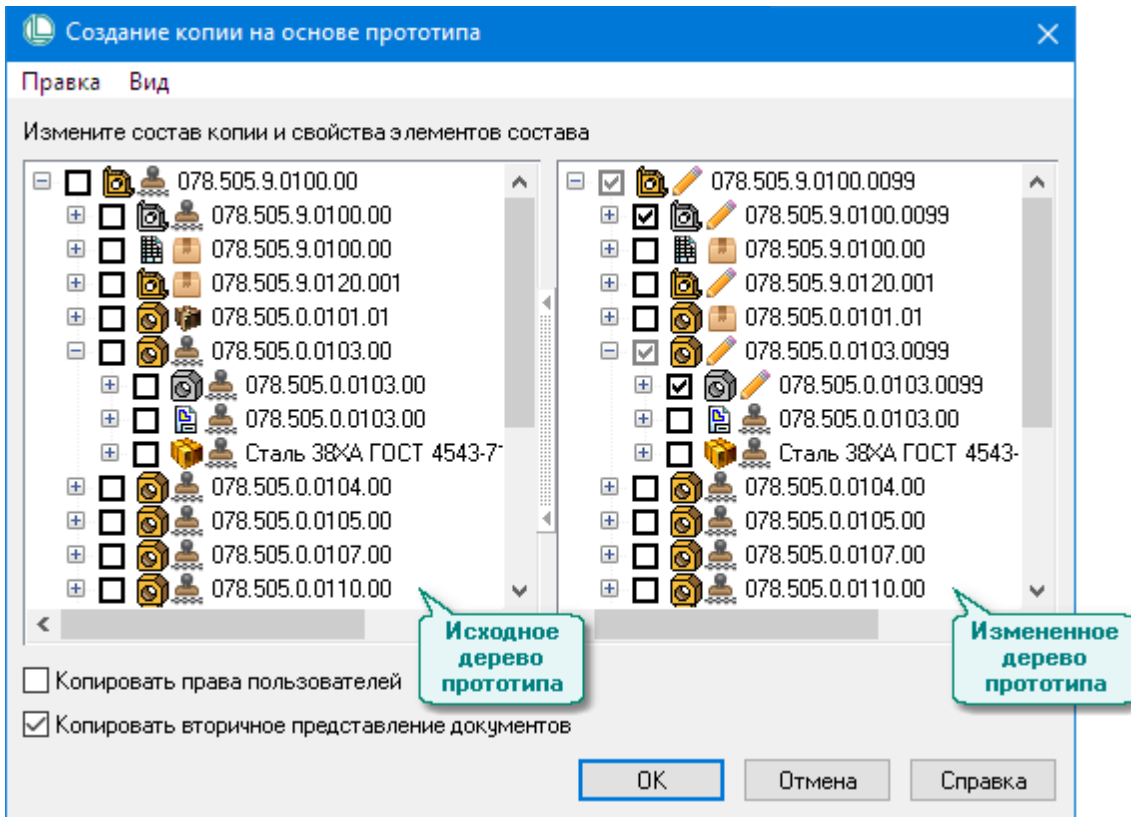 Создание копии на основе прототипа
Правка Вид
Измените состав копии и свойства элементов состава
078.505.9.0100.00
078.505.9.0100.00
078.505.9.0100.00
078.505.9.0120.001
078.505.0.0101.01
078.505.0.0103.00
078.505.0.0103.00
078.505.0.0103.00
Сталь 38ХА ГОСТ 4543-7
078.505.0.0104.00
078.505.0.0105.00
078.505.0.0107.00
078.505.0.0110.00
078.505.9.0100.0099
078.505.9.0100.0099
078.505.9.0100.00
078.505.9.0120.001
078.505.0.0101.01
078.505.0.0103.0099
078.505.0.0103.0099
078.505.0.0103.00
Сталь 38ХА ГОСТ 4543-
078.505.0.0104.00
078.505.0.0105.00
078.505.0.0107.00
078.505.0.0110.00
Исходное
дерево
прототипа
Измененное
дерево
прототипа
Копировать права пользователей
Копировать вторичное представление документов
ОК Отмена Справка